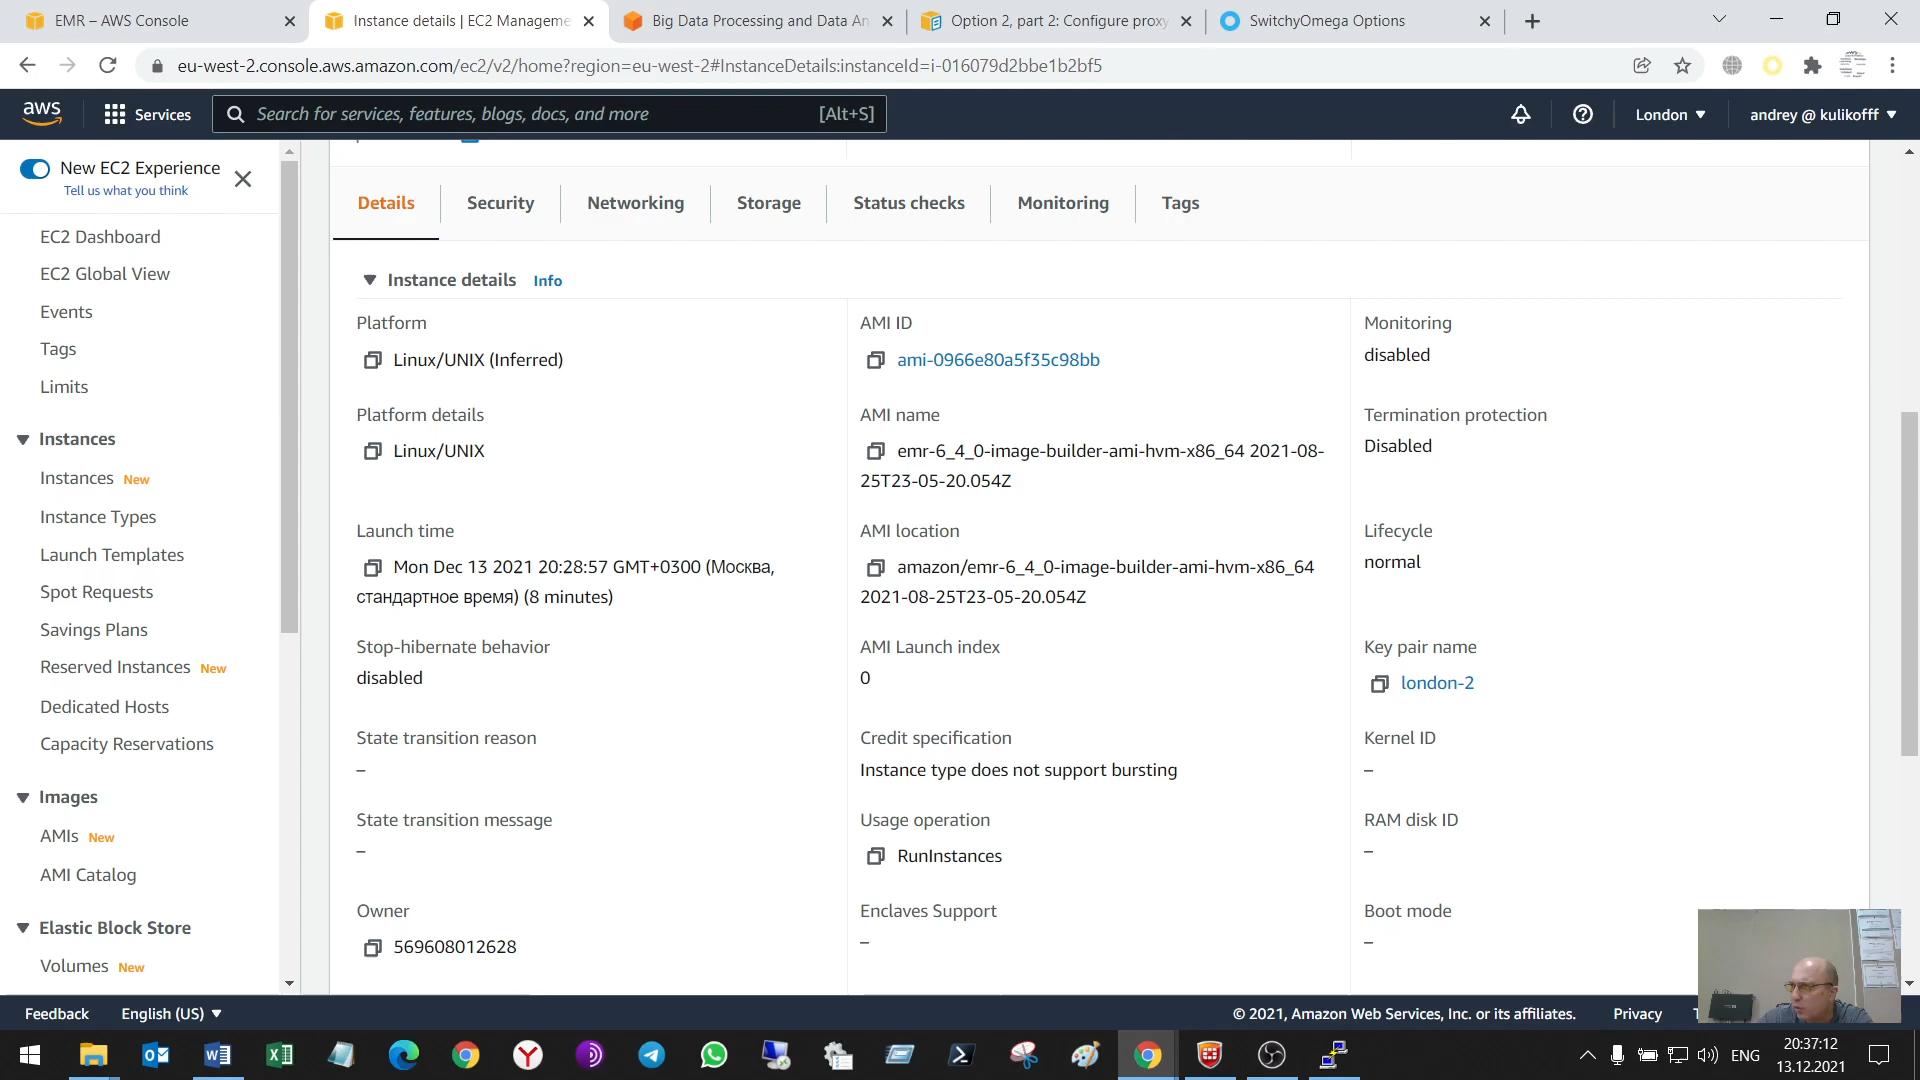 EMR – AWS Console
Instance details | EC2 Manageme
Big Data Processing and Data An
Option 2, part 2: Configure proxy
SwitchyOmega Options
eu-west-2.console.aws.amazon.com/ec2/v2/home?region=eu-west-2#InstanceDetails:instanceId=i-016079d2bbe1b2bf5
aws
Services
Search for services, features, blogs, docs, and more
[Alt+S]
London
andrey @ kulikofff
New EC2 Experience
Tell us what you think
EC2 Dashboard
EC2 Global View
Events
Tags
Limits
Instances
Instances New
Instance Types
Launch Templates
Spot Requests
Savings Plans
Reserved Instances New
Dedicated Hosts
Capacity Reservations
Images
AMIs New
AMI Catalog
Elastic Block Store
Volumes New
Details
Security
Networking
Storage
Status checks
Monitoring
Tags
Instance details Info
Platform
Linux/UNIX (Inferred)
AMI ID
ami-0966e80a5f35c98bb
Monitoring
disabled
Platform details
Linux/UNIX
AMI name
emr-6_4_0-image-builder-ami-hvm-x86_64 2021-08-
25T23-05-20.054Z
Termination protection
Disabled
Launch time
Mon Dec 13 2021 20:28:57 GMT+0300 (Москва,
стандартное время) (8 minutes)
AMI location
amazon/emr-6_4_0-image-builder-ami-hvm-x86_64
2021-08-25T23-05-20.054Z
Lifecycle
normal
Stop-hibernate behavior
disabled
AMI Launch index
0
Key pair name
london-2
State transition reason
–
Credit specification
Instance type does not support bursting
Kernel ID
–
State transition message
–
Usage operation
RunInstances
RAM disk ID
–
Owner
569608012628
Enclaves Support
–
Boot mode
–
Feedback
English (US)
© 2021, Amazon Web Services, Inc. or its affiliates.
Privacy
ENG
20:37:12
13.12.2021